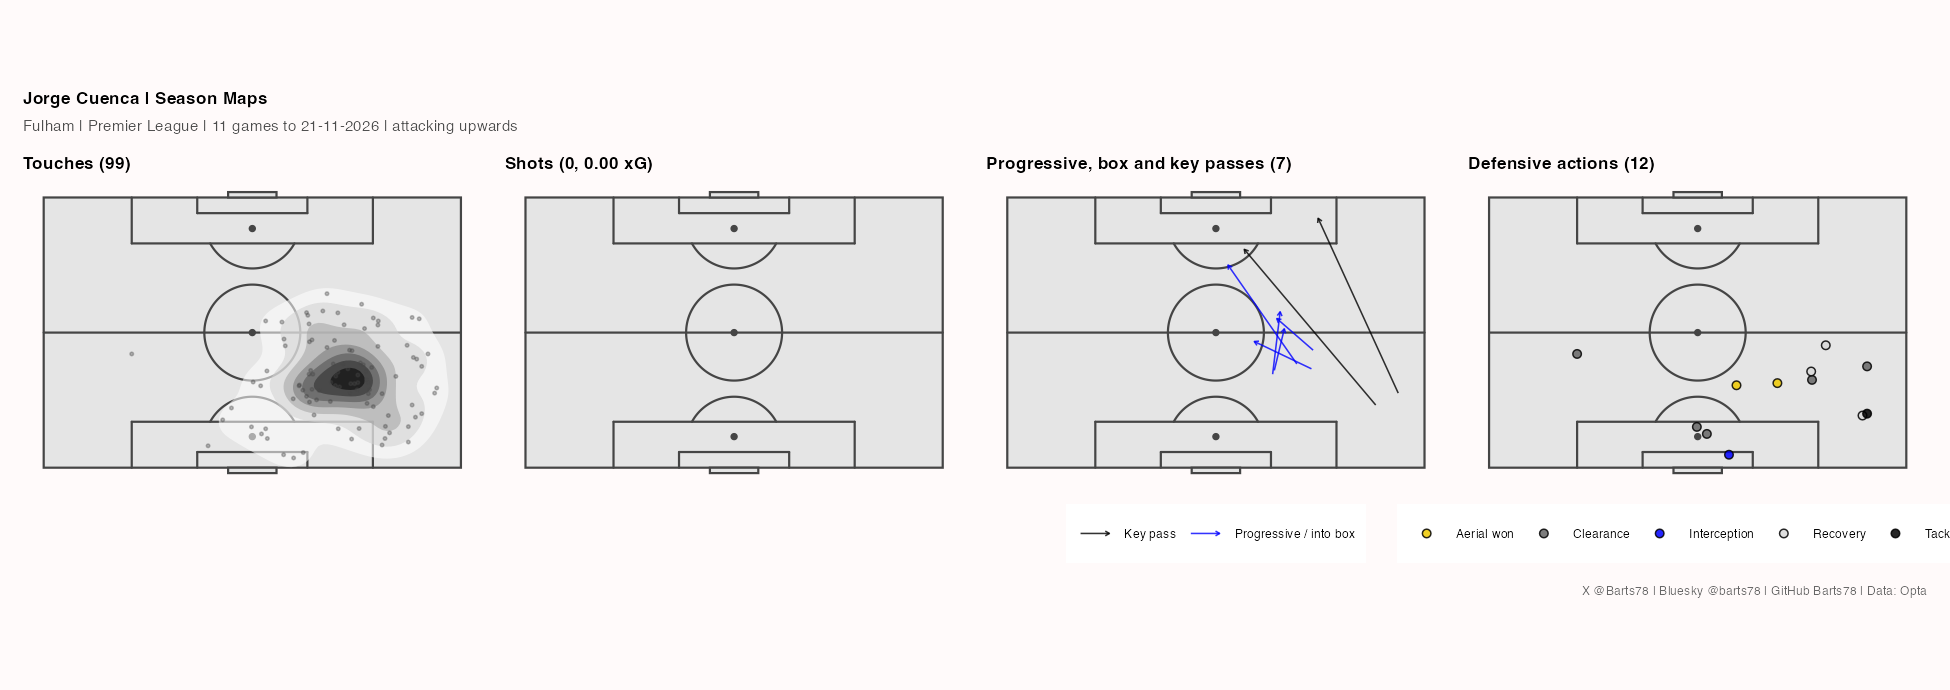 Jorge Cuenca | Season Maps
Fulham | Premier League | 11 games to 21-11-2026 | attacking upwards
Touches (99)
Shots (0, 0.00 xG)
Progressive, box and key passes (7)
Defensive actions (12)
Key pass
Progressive / into box
Aerial won
Clearance
Interception
Recovery
Tack
X @Barts78 | Bluesky @barts78 | GitHub Barts78 | Data: Opta